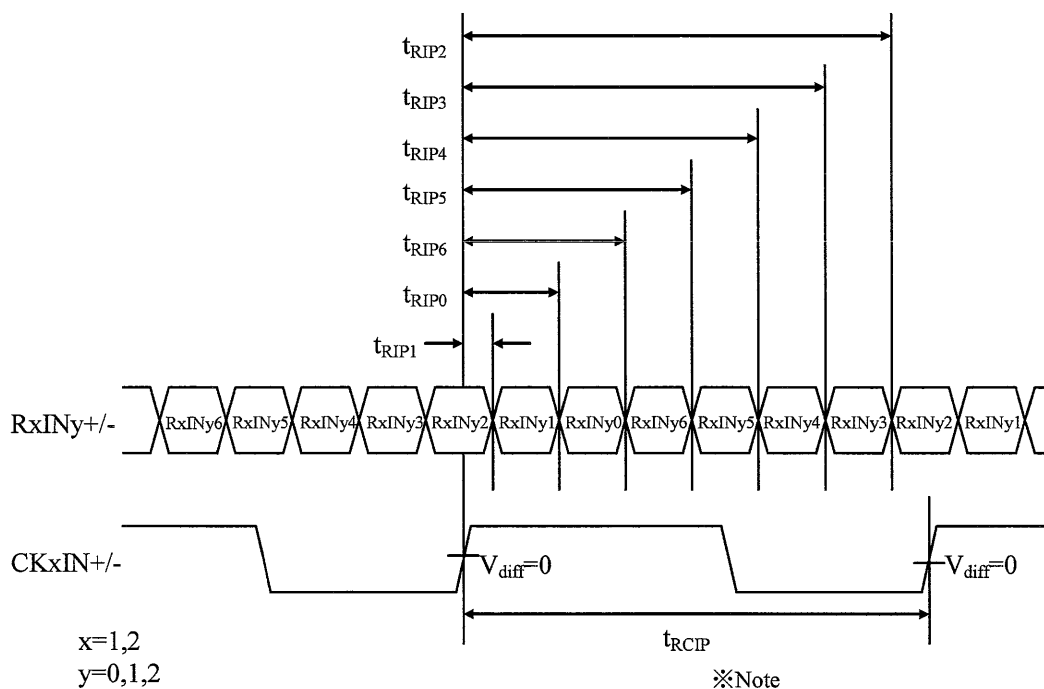 tRIP2
tRIP3
tRIP4
tRIP5
tRIP6
tRIP0
tRIP1
RxINy+/-
RxINy6 RxINy5 RxINy4 RxINy3 RxINy2 RxINy1 RxINy0 RxINy6 RxINy5 RxINy4 RxINy3 RxINy2 RxINy1
CKxIN+/-
Vdiff=0 Vdiff=0
tRCIP
x=1,2
y=0,1,2
※Note